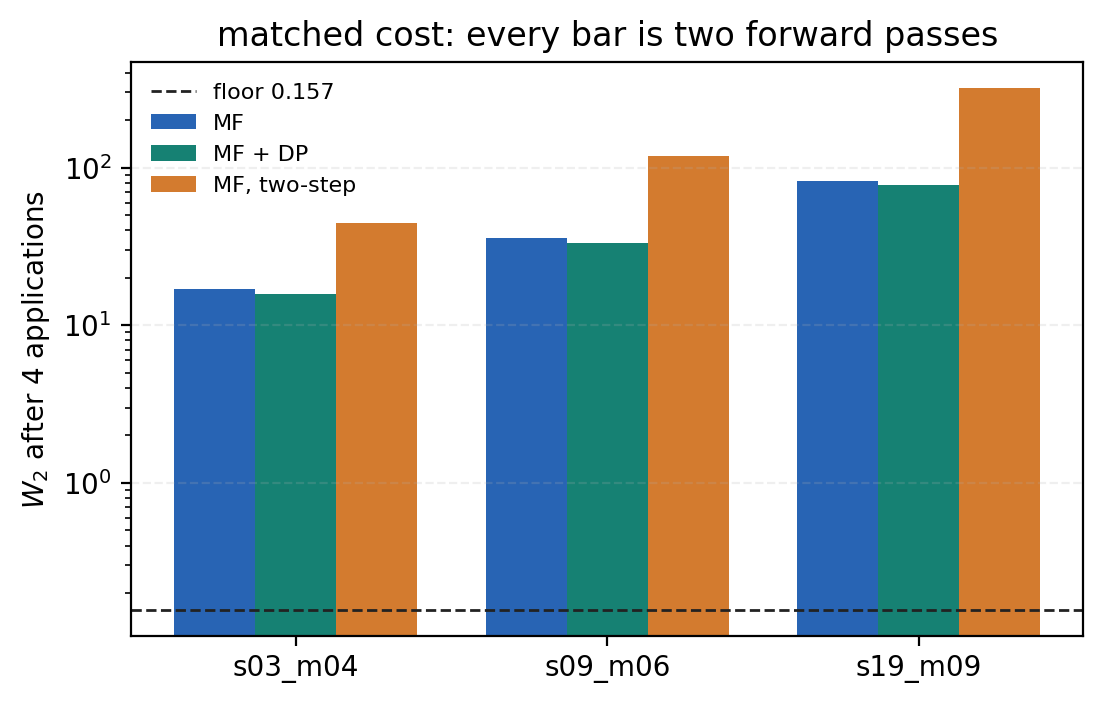 matched cost: every bar is two forward passes
floor 0.157
MF
MF + DP
MF, two-step
W₂ after 4 applications
10²
10¹
10⁰
s03_m04
s09_m06
s19_m09